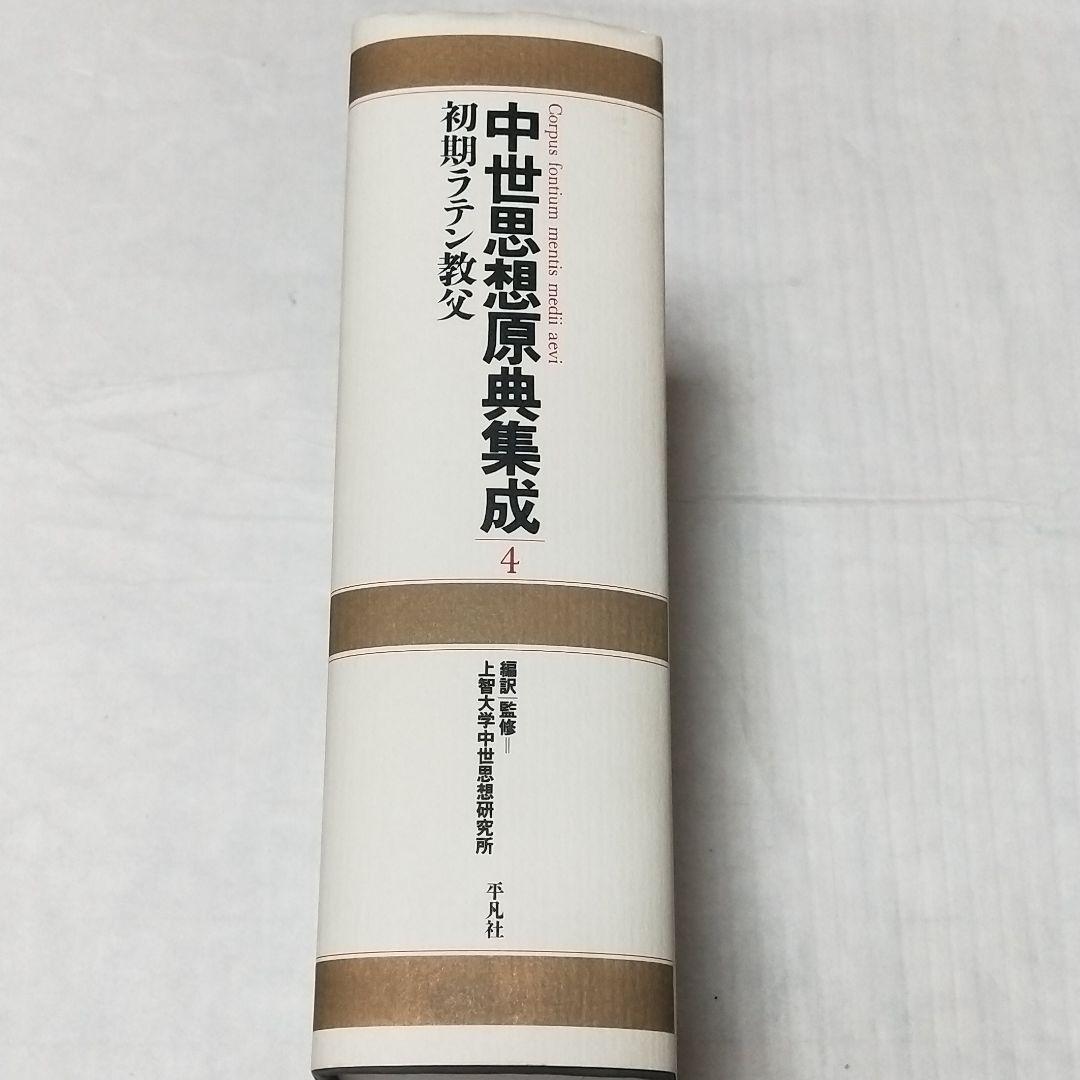 Corpus fontium mentis medii aevi
中世思想原典集成
4
初期ラテン教父
編訳|監修=
上智大学中世思想研究所
平凡社